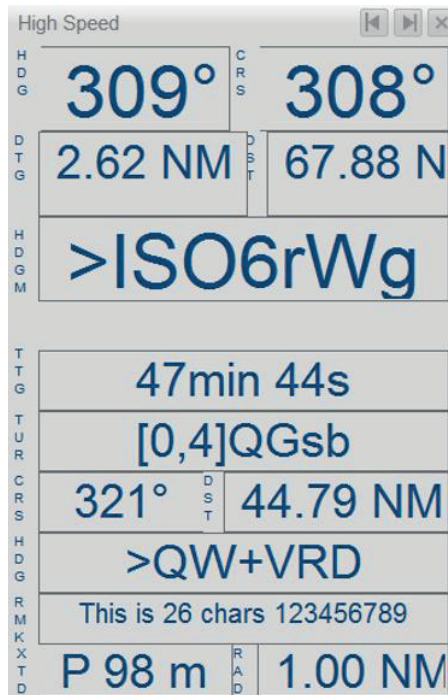 High Speed
HDG 309° CRS 308°
DTG 2.62 NM DST 67.88 N
HDGM >ISO6rWg
TTG 47min 44s
TUR [0,4]QGsb
CRS 321° DST 44.79 NM
HDG >QW+VRD
RMK This is 26 chars 123456789
XTD P 98 m RAD 1.00 NM